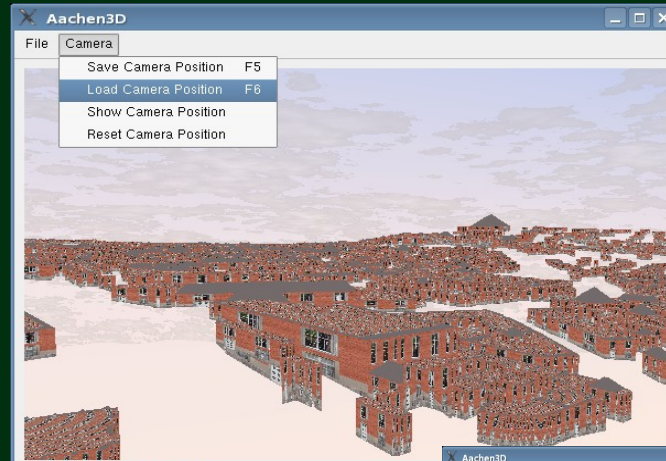 Aachen3D
File Camera
Save Camera Position F5
Load Camera Position F6
Show Camera Position
Reset Camera Position
Aachen3D